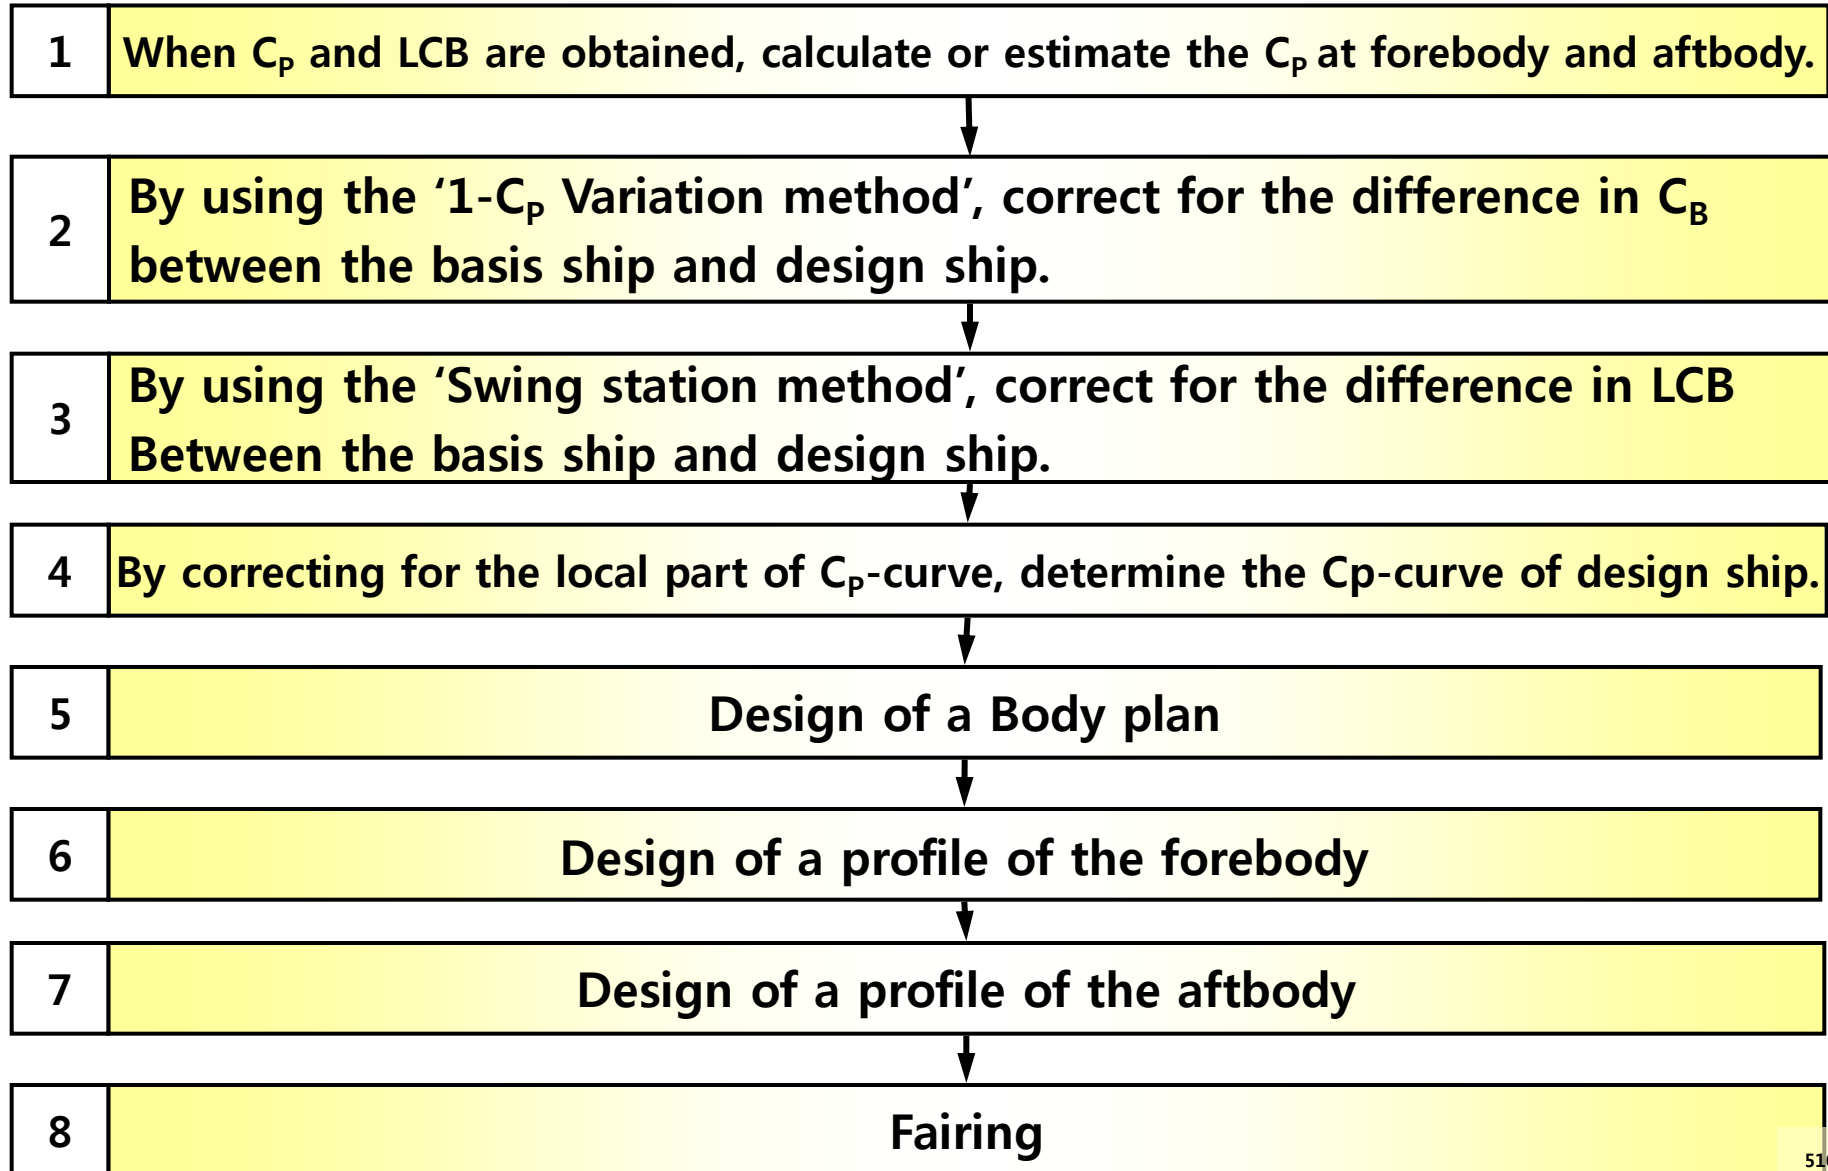 1
When CP and LCB are obtained, calculate or estimate the CP at forebody and aftbody.
2
By using the ‘1-CP Variation method’, correct for the difference in CB
between the basis ship and design ship.
3
By using the ‘Swing station method’, correct for the difference in LCB
Between the basis ship and design ship.
4
By correcting for the local part of CP-curve, determine the Cp-curve of design ship.
5
Design of a Body plan
6
Design of a profile of the forebody
7
Design of a profile of the aftbody
8
Fairing